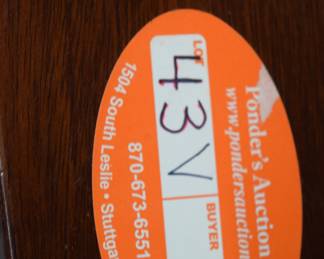 Ponder's Auction
www.pondersauction
LOT 43V BUYER
870-673-6551
1504 South Leslie • Stuttga